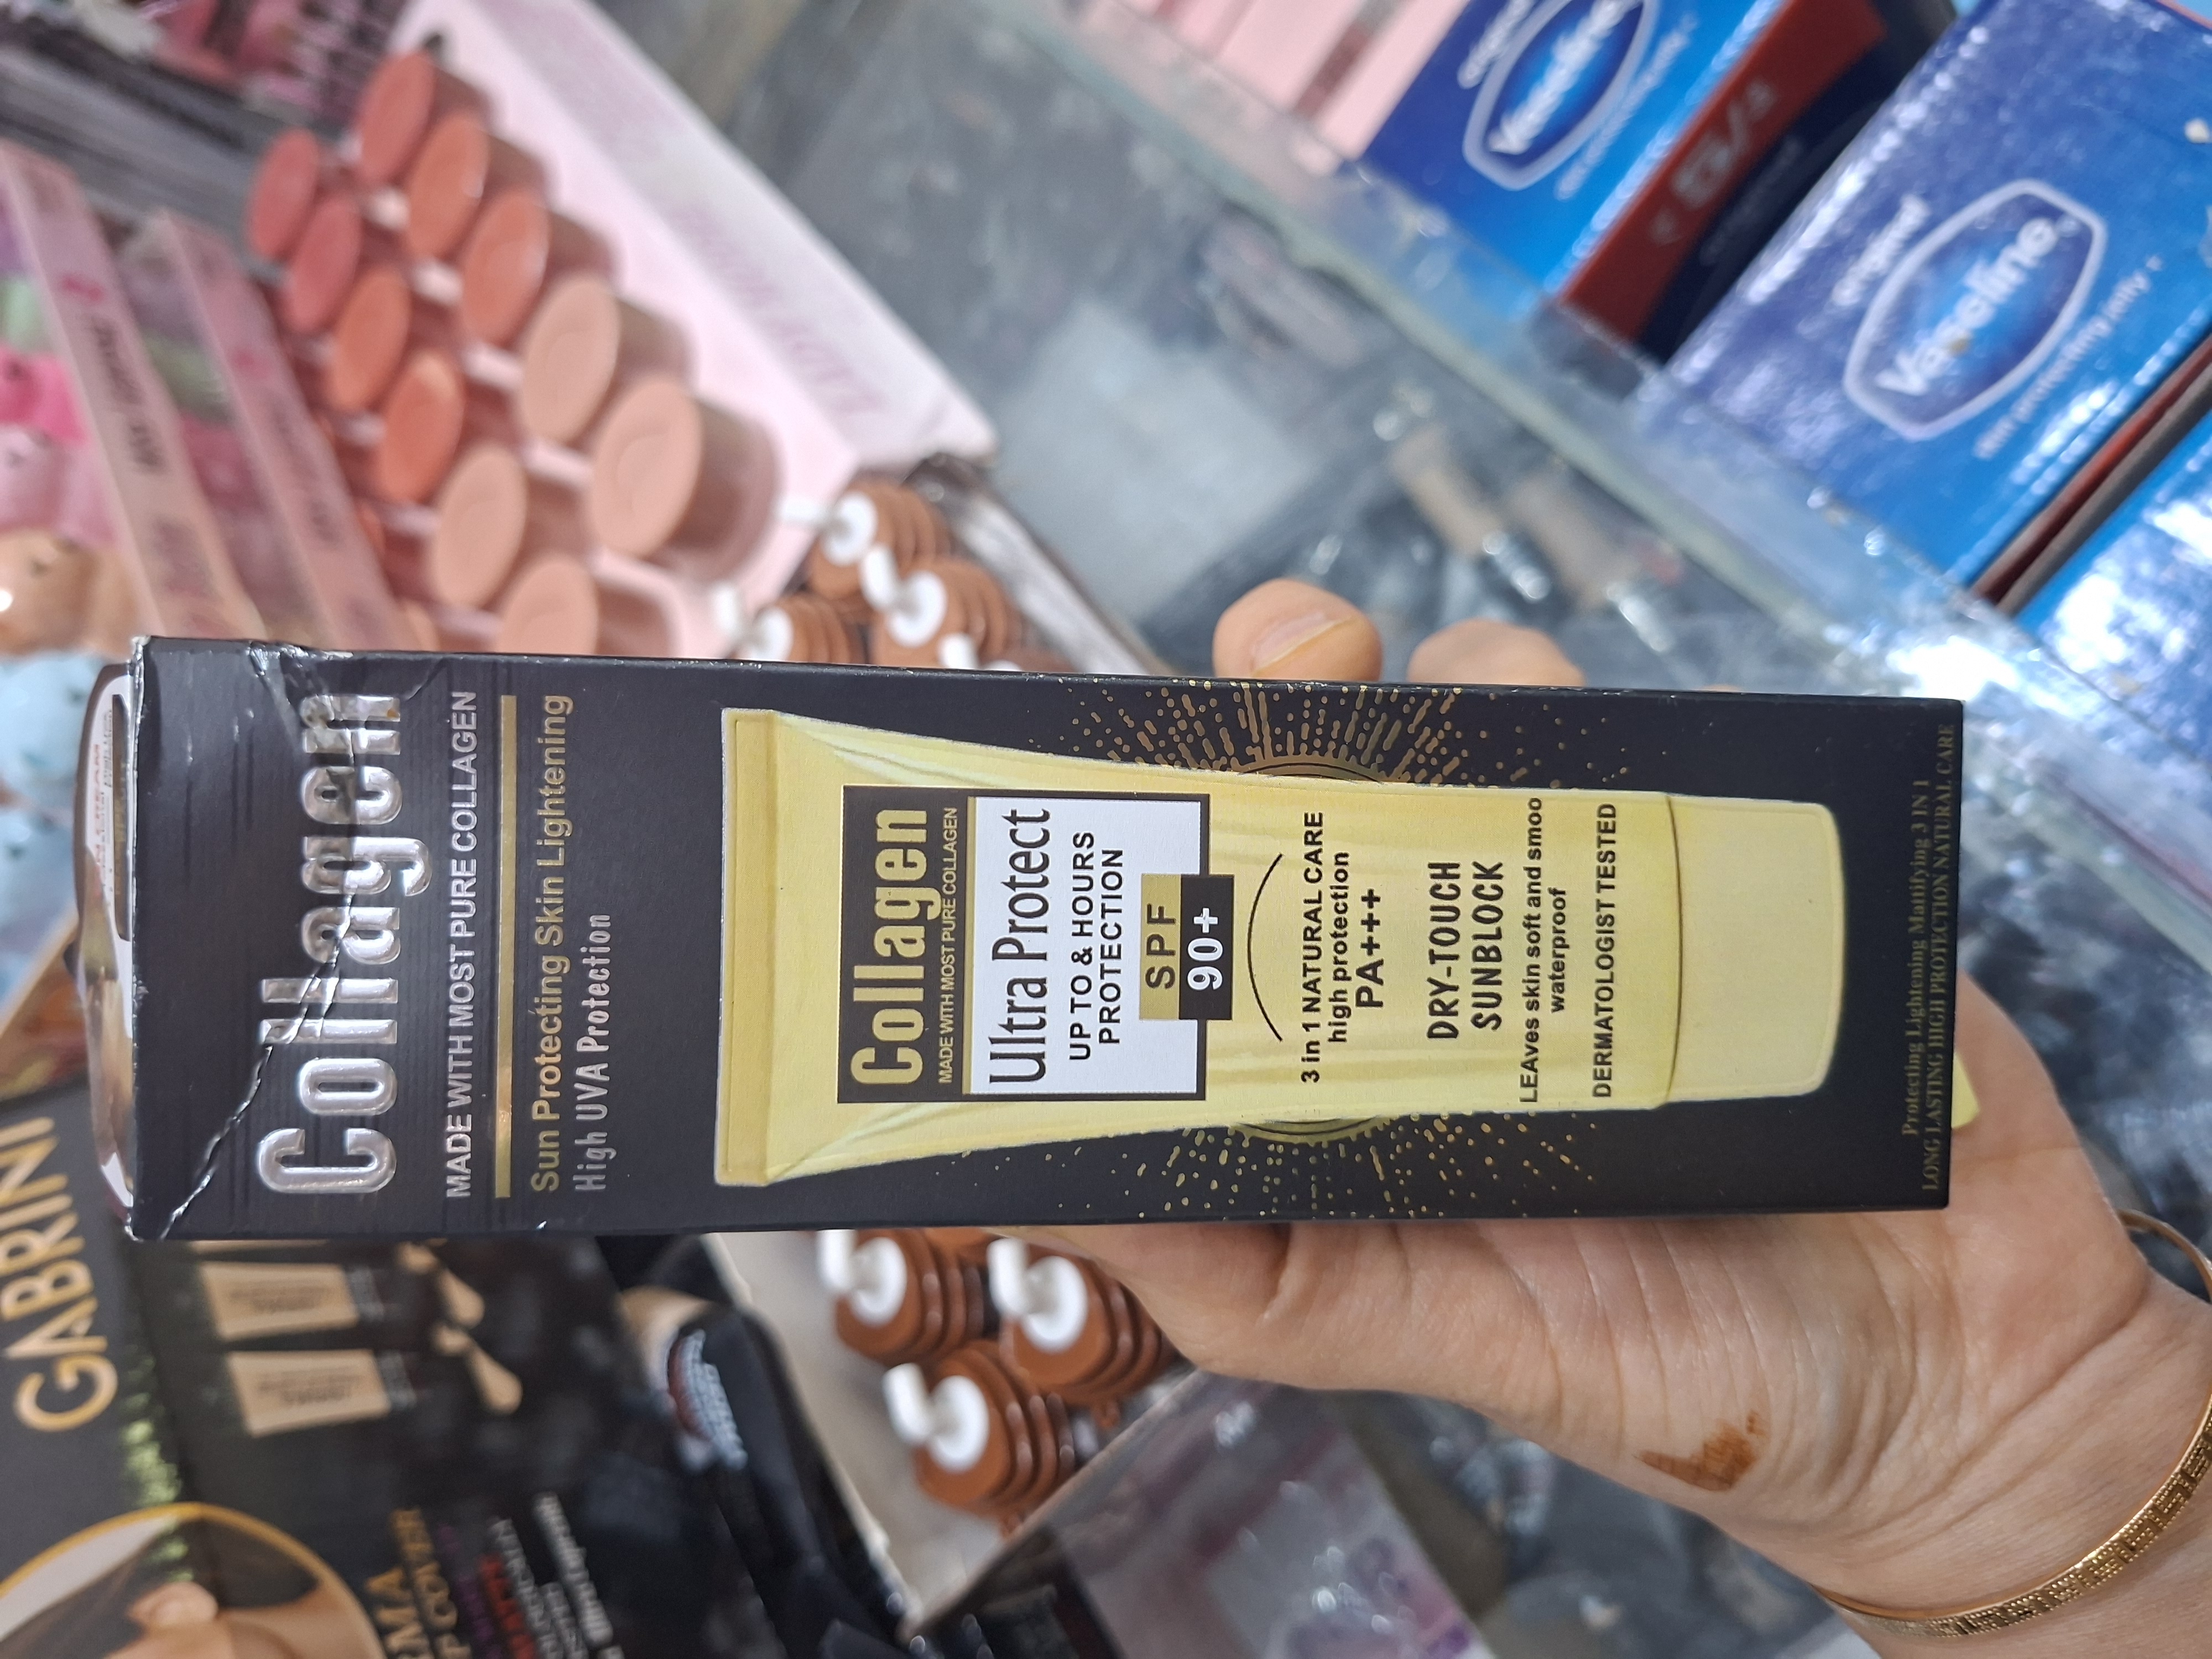 Collagen
MADE WITH MOST PURE COLLAGEN
Sun Protecting Skin Lightening
High UVA Protection
Collagen
MADE WITH MOST PURE COLLAGEN
Ultra Protect
UP TO & HOURS
PROTECTION
SPF
90+
3 in 1 NATURAL CARE
high protection
PA+++
DRY-TOUCH
SUNBLOCK
LEAves skin soft and smoo
waterproof
DERMATOLOGIST TESTED
Protecting Lightening Mattifying 3 IN 1
LONG LASTING HIGH PROTECTION NATURAL CARE
GABRINI
original
Vaseline
original
Vaseline